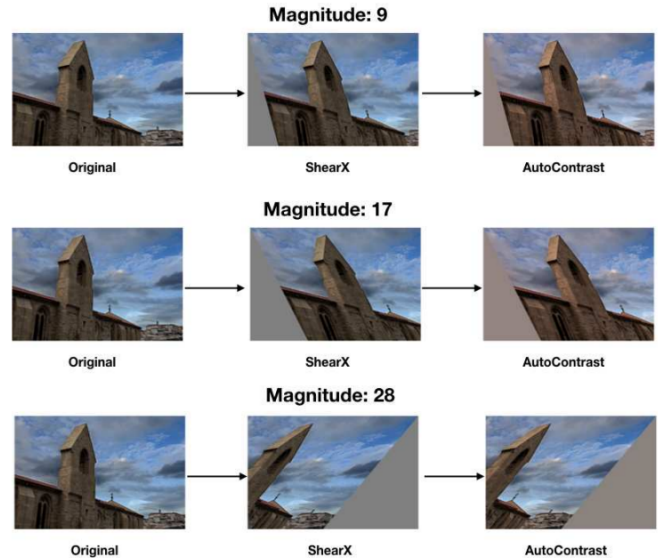 Magnitude: 9
Original ShearX AutoContrast
Magnitude: 17
Original ShearX AutoContrast
Magnitude: 28
Original ShearX AutoContrast